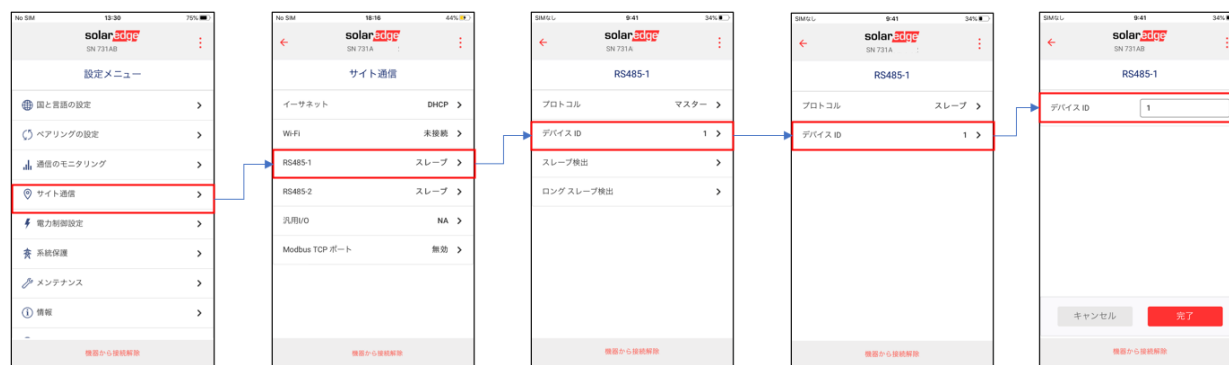 No SIM 13:30 75%
solaredge
SN 731AB
設定メニュー
国と言語の設定
ペアリングの設定
通信のモニタリング
サイト通信
電力制御設定
系統保護
メンテナンス
情報
機器から接続解除
No SIM 18:16 44%
solaredge
SN 731A
サイト通信
イーサネット DHCP
Wi-Fi 未接続
RS485-1 スレーブ
RS485-2 スレーブ
汎用I/O NA
Modbus TCP ポート 無効
機器から接続解除
SIMなし 9:41 34%
solaredge
SN 731A
RS485-1
プロトコル マスター
デバイス ID 1
スレーブ検出
ロング スレーブ検出
機器から接続解除
SIMなし 9:41 34%
solaredge
SN 731A
RS485-1
プロトコル スレーブ
デバイス ID 1
機器から接続解除
SIMなし 9:41 34%
solaredge
SN 731AB
RS485-1
デバイス ID 1
キャンセル 完了
機器から接続解除